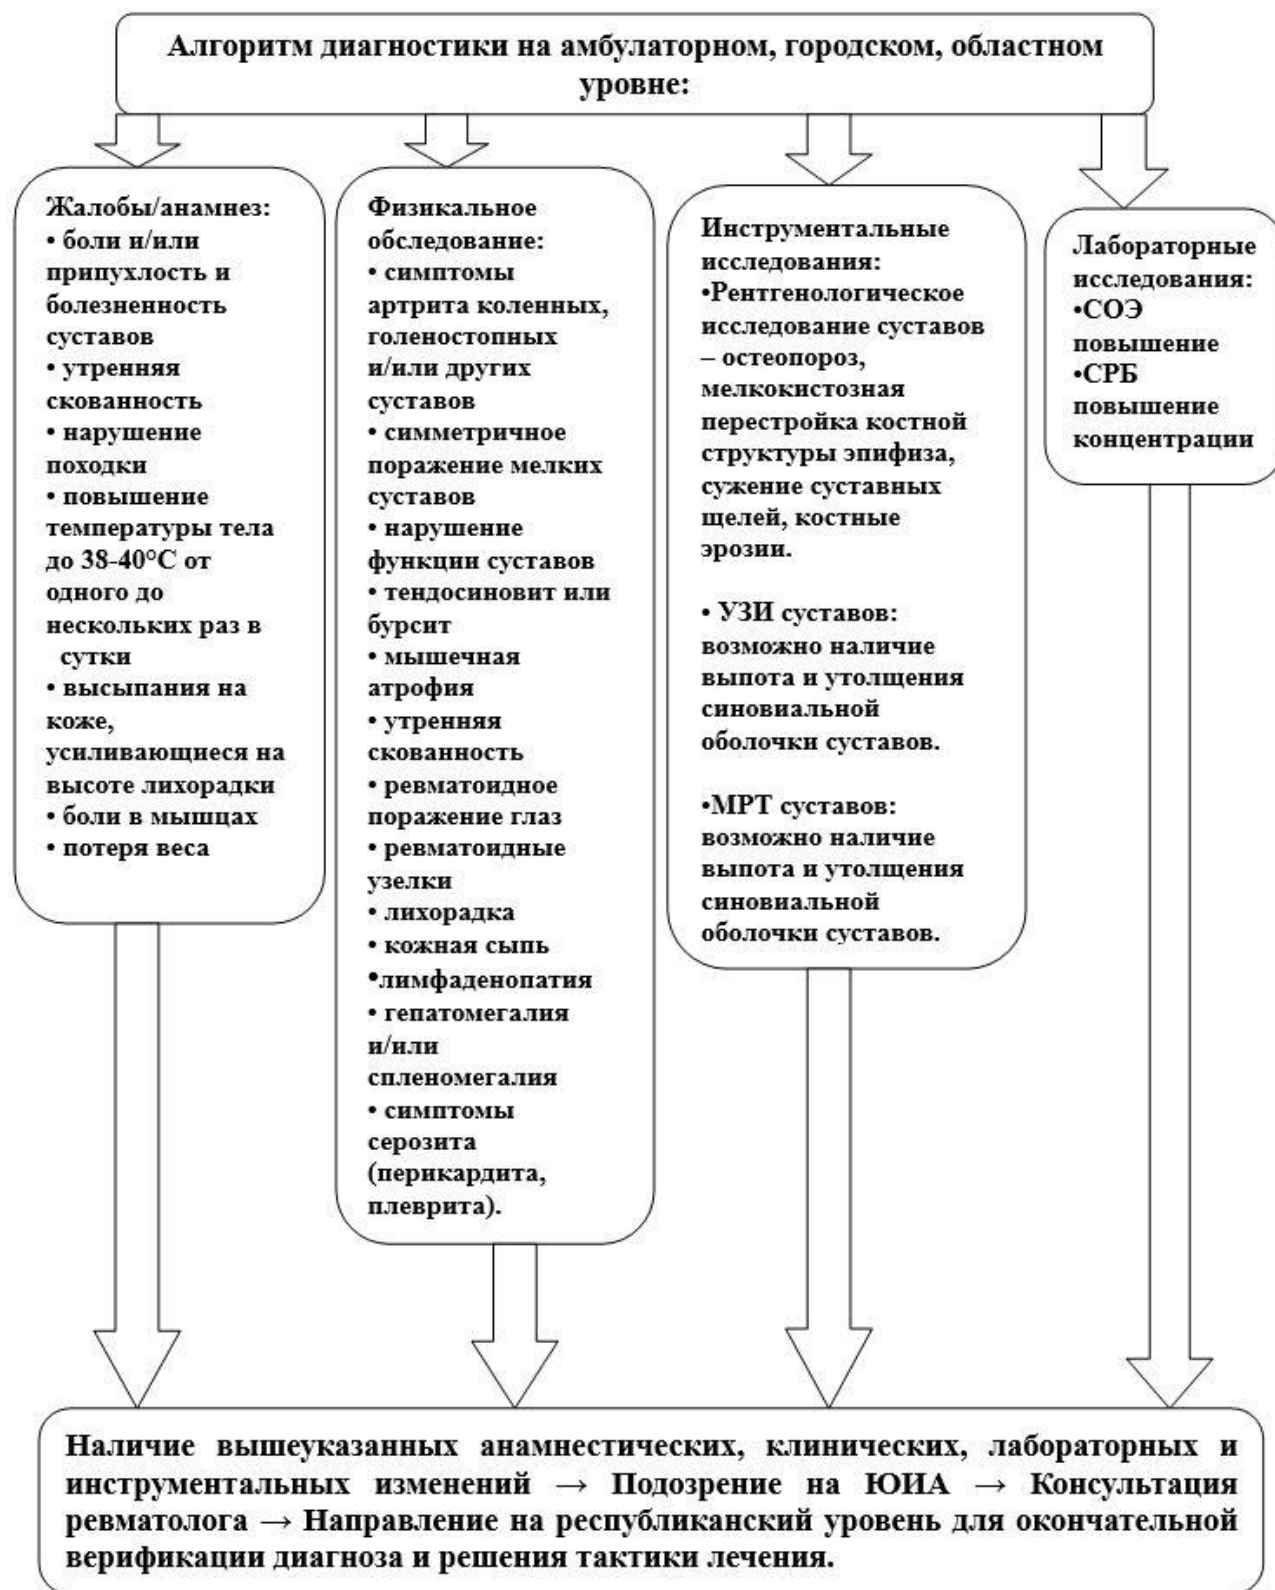 Алгоритм диагностики на амбулаторном, городском, областном
уровне:
Жалобы/анамнез:
• боли и/или
припухлость и
болезненность
суставов
• утренняя
скованность
• нарушение
походки
• повышение
температуры тела
до 38-40°С от
одного до
нескольких раз в
сутки
• высыпания на
коже,
усиливающиеся на
высоте лихорадки
• боли в мышцах
• потеря веса
Физикальное
обследование:
• симптомы
артрита коленных,
голеностопных
и/или других
суставов
• симметричное
поражение мелких
суставов
• нарушение
функции суставов
• тендосиновит или
бурсит
• мышечная
атрофия
• утренняя
скованность
• ревматоидное
поражение глаз
• ревматоидные
узелки
• лихорадка
• кожная сыпь
•лимфаденопатия
• гепатомегалия
и/или
спленомегалия
• симптомы
серозита
(перикардита,
плеврита).
Инструментальные
исследования:
•Рентгенологическое
исследование суставов
– остеопороз,
мелкокистозная
перестройка костной
структуры эпифиза,
сужение суставных
щелей, костные
эрозии.
• УЗИ суставов:
возможно наличие
выпота и утолщения
синовиальной
оболочки суставов.
•МРТ суставов:
возможно наличие
выпота и утолщения
синовиальной
оболочки суставов.
Лабораторные
исследования:
•СОЭ
повышение
•СРБ
повышение
концентрации
Наличие вышеуказанных анамнестических, клинических, лабораторных и
инструментальных изменений → Подозрение на ЮИА → Консультация
ревматолога → Направление на республиканский уровень для окончательной
верификации диагноза и решения тактики лечения.